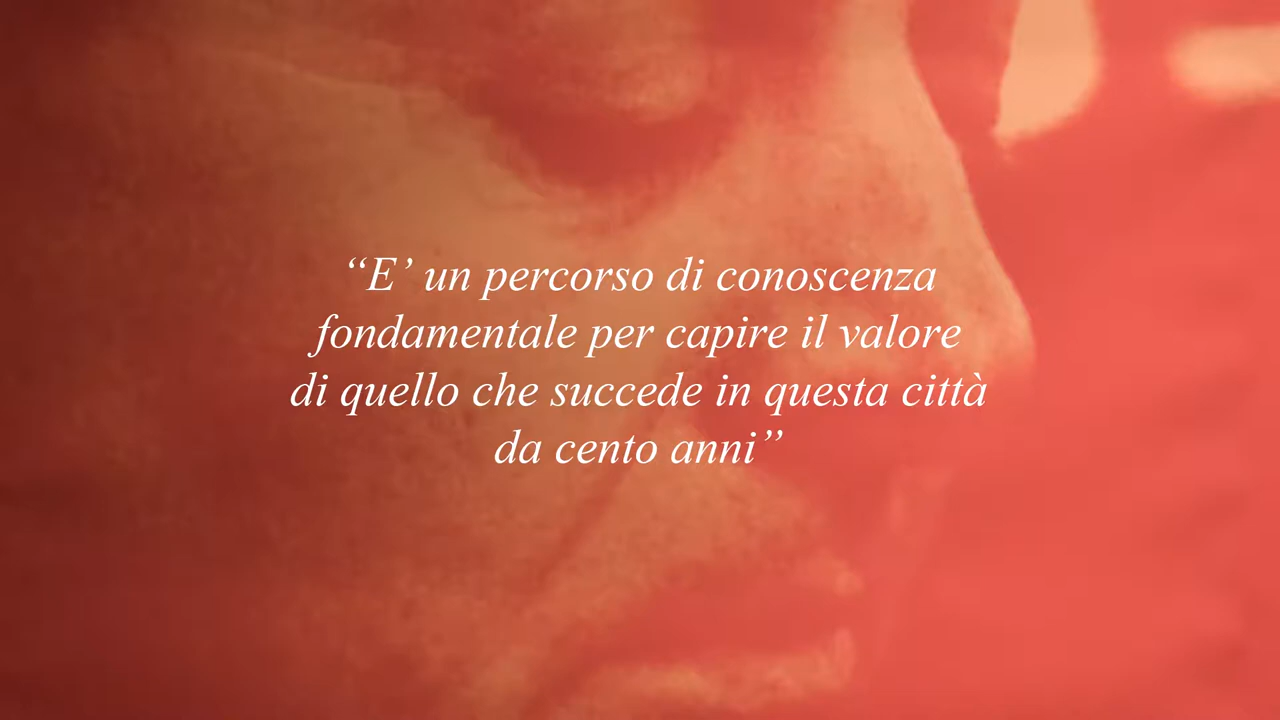 “E’ un percorso di conoscenza
fondamentale per capire il valore
di quello che succede in questa città
da cento anni”